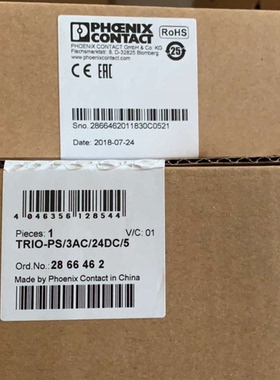 PHŒNIX
CONTACT
RoHS
PHOENIX CONTACT GmbH & Co. KG
Flachsmarktstr. 8, D-32825 Blomberg
www.phoenixcontact.com
CE EAC 25
Sno. 2866462011830C0521
Date: 2018-07-24
4 046356 128544
Pieces: 1 V/C: 01
TRIO-PS/3AC/24DC/5
Ord.No.: 28 66 46 2
Made by Phoenix Contact in China